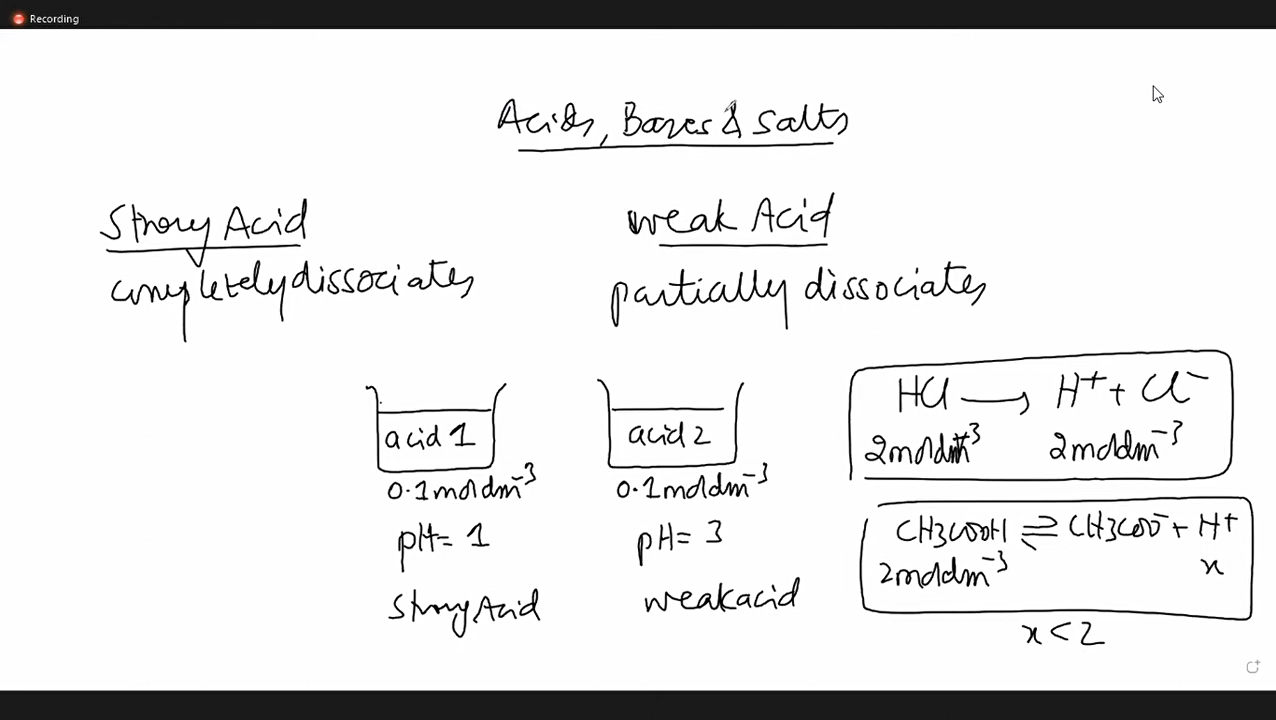 Recording
Acids, Bases & Salts
Strong Acid
completely dissociates
weak Acid
partially dissociates
acid 1
0.1moldm⁻³
pH= 1
Strong Acid
acid 2
0.1moldm⁻³
pH= 3
weak acid
HCl → H⁺ + Cl⁻
2moldm⁻³ 2moldm⁻³
CH3COOH ⇌ CH3COO⁻ + H⁺
2moldm⁻³ x
x < 2